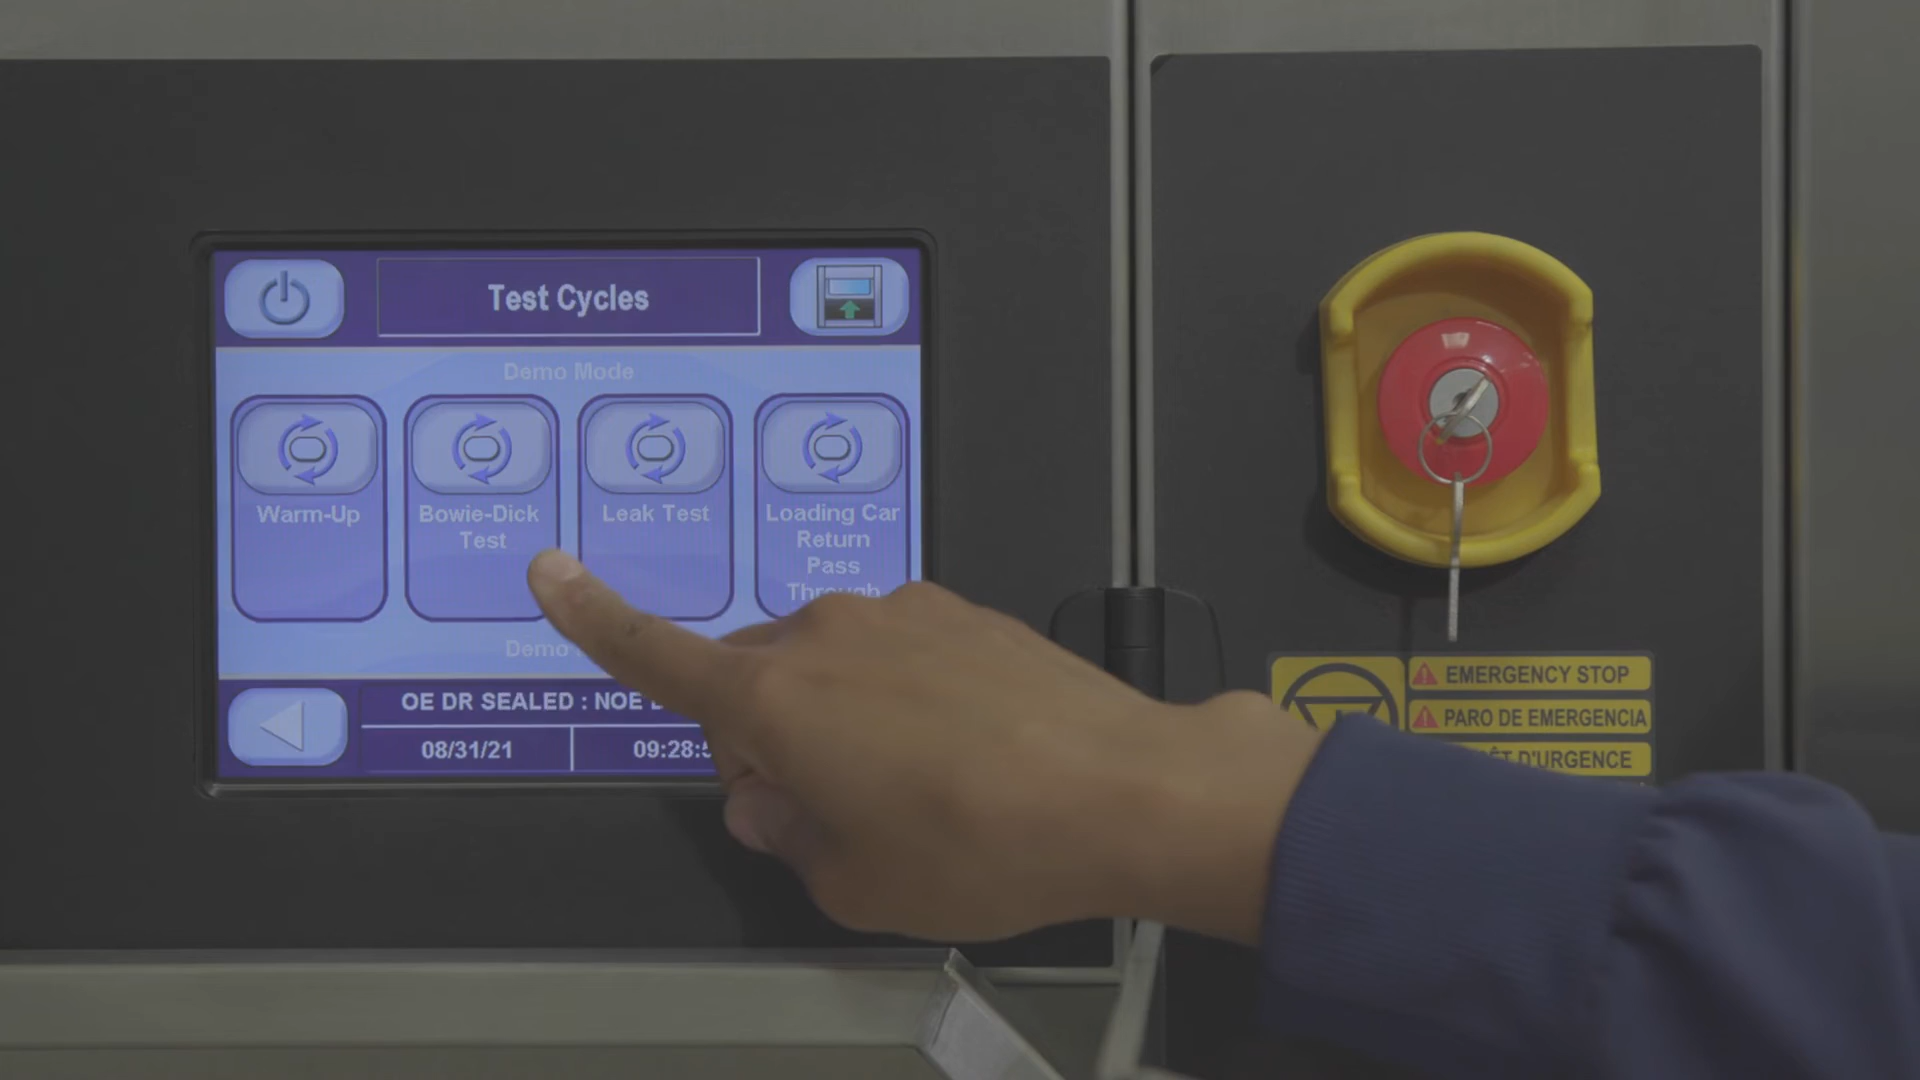 Test Cycles
Demo Mode
Warm-Up
Bowie-Dick
Test
Leak Test
Loading Car
Return
Pass
Through
Demo
OE DR SEALED : NOE
08/31/21
09:28:5
EMERGENCY STOP
PARO DE EMERGENCIA
D'URGENCE